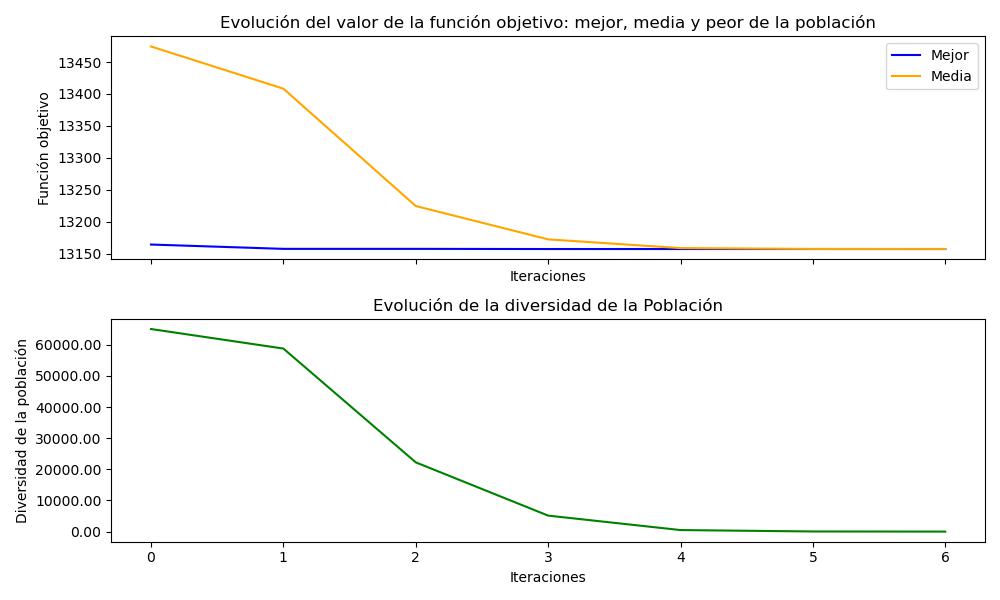 Evolución del valor de la función objetivo: mejor, media y peor de la población
Función objetivo
13450
13400
13350
13300
13250
13200
13150
Mejor
Media
Iteraciones
Evolución de la diversidad de la Población
Diversidad de la población
60000.00
50000.00
40000.00
30000.00
20000.00
10000.00
0.00
0 1 2 3 4 5 6
Iteraciones